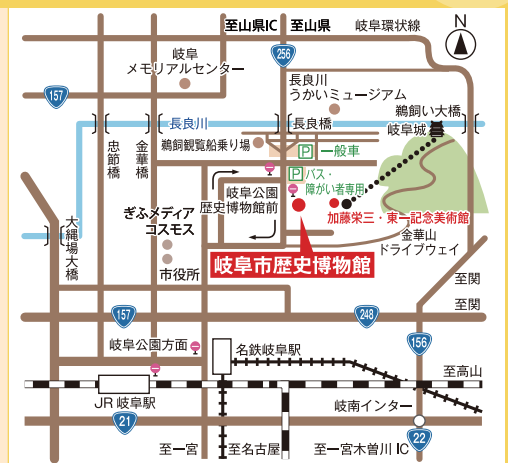 至山県IC
至山県
岐阜環状線
N
256
岐阜
メモリアルセンター
長良川
うかいミュージアム
157
鵜飼い大橋
長良川
長良橋
岐阜城
忠節橋
金華橋
鵜飼観覧船乗り場
P 一般車
P バス・
障がい者専用
岐阜公園
歴史博物館前
加藤栄三・東一記念美術館
ぎふメディア
コスモス
大縄場大橋
金華山
ドライブウェイ
市役所
岐阜市歴史博物館
至関
至関
157
248
156
岐阜公園方面
名鉄岐阜駅
至高山
JR岐阜駅
岐南インター
21
22
至一宮
至名古屋
至一宮木曽川IC